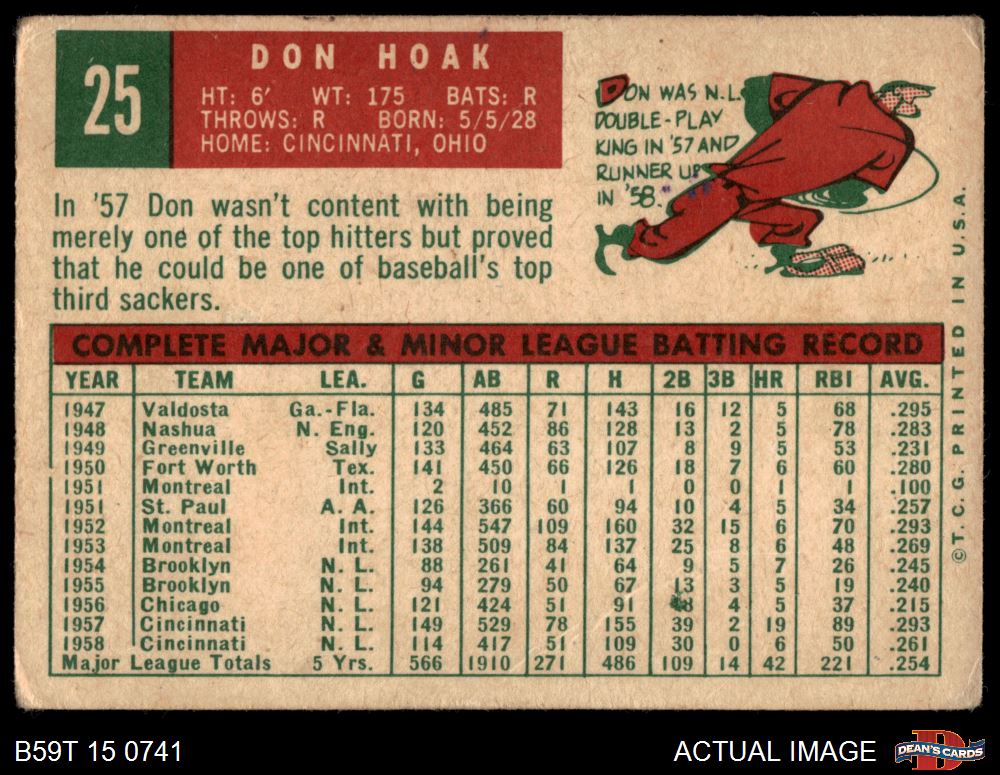 25
DON HOAK
HT: 6' WT: 175 BATS: R
THROWS: R BORN: 5/5/28
HOME: CINCINNATI, OHIO
In '57 Don wasn't content with being
merely one of the top hitters but proved
that he could be one of baseball's top
third sackers.
DON WAS N.L.
DOUBLE-PLAY
KING IN '57 AND
RUNNER UP
IN '58.
COMPLETE MAJOR & MINOR LEAGUE BATTING RECORD
YEAR TEAM LEA. G AB R H 2B 3B HR RBI AVG.
1947 Valdosta Ga.-Fla. 134 485 71 143 16 12 5 68 .295
1948 Nashua N. Eng. 120 452 86 128 13 2 5 78 .283
1949 Greenville Sally 133 464 63 107 8 9 5 53 .231
1950 Fort Worth Tex. 141 450 66 126 18 7 6 60 .280
1951 Montreal Int. 2 10 1 1 0 0 1 1 .100
1951 St. Paul A. A. 126 366 60 94 10 4 5 34 .257
1952 Montreal Int. 144 547 109 160 32 15 6 70 .293
1953 Montreal Int. 138 509 84 137 25 8 6 48 .269
1954 Brooklyn N. L. 88 261 41 64 9 5 7 26 .245
1955 Brooklyn N. L. 94 279 50 67 13 3 5 19 .240
1956 Chicago N. L. 121 424 51 91 4 5 37 .215
1957 Cincinnati N. L. 149 529 78 155 39 2 19 89 .293
1958 Cincinnati N. L. 114 417 51 109 30 0 6 50 .261
Major League Totals 5 Yrs. 566 1910 271 486 109 14 42 221 .254
©T. C. G. PRINTED IN U.S.A.
B59T 15 0741
ACTUAL IMAGE
D
DEAN'S CARDS